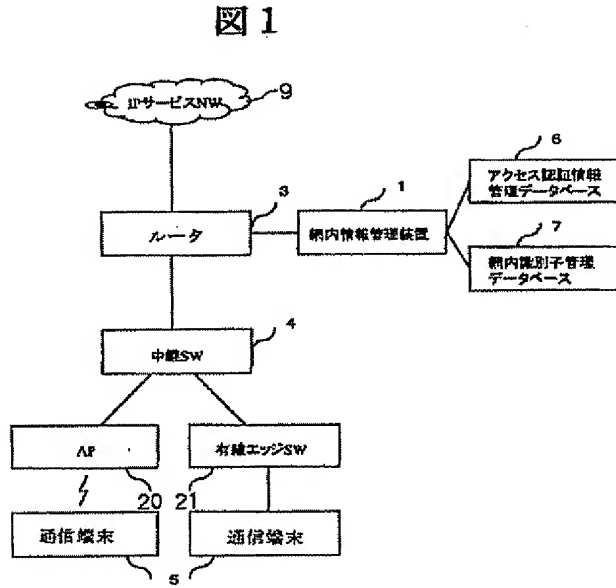 図1
IPサービスNW
9
ルータ
3
網内情報管理装置
1
アクセス認証情報
管理データベース
6
網内識別子管理
データベース
7
中継SW
4
AP
20
有線エッジSW
21
通信端末
通信端末
5